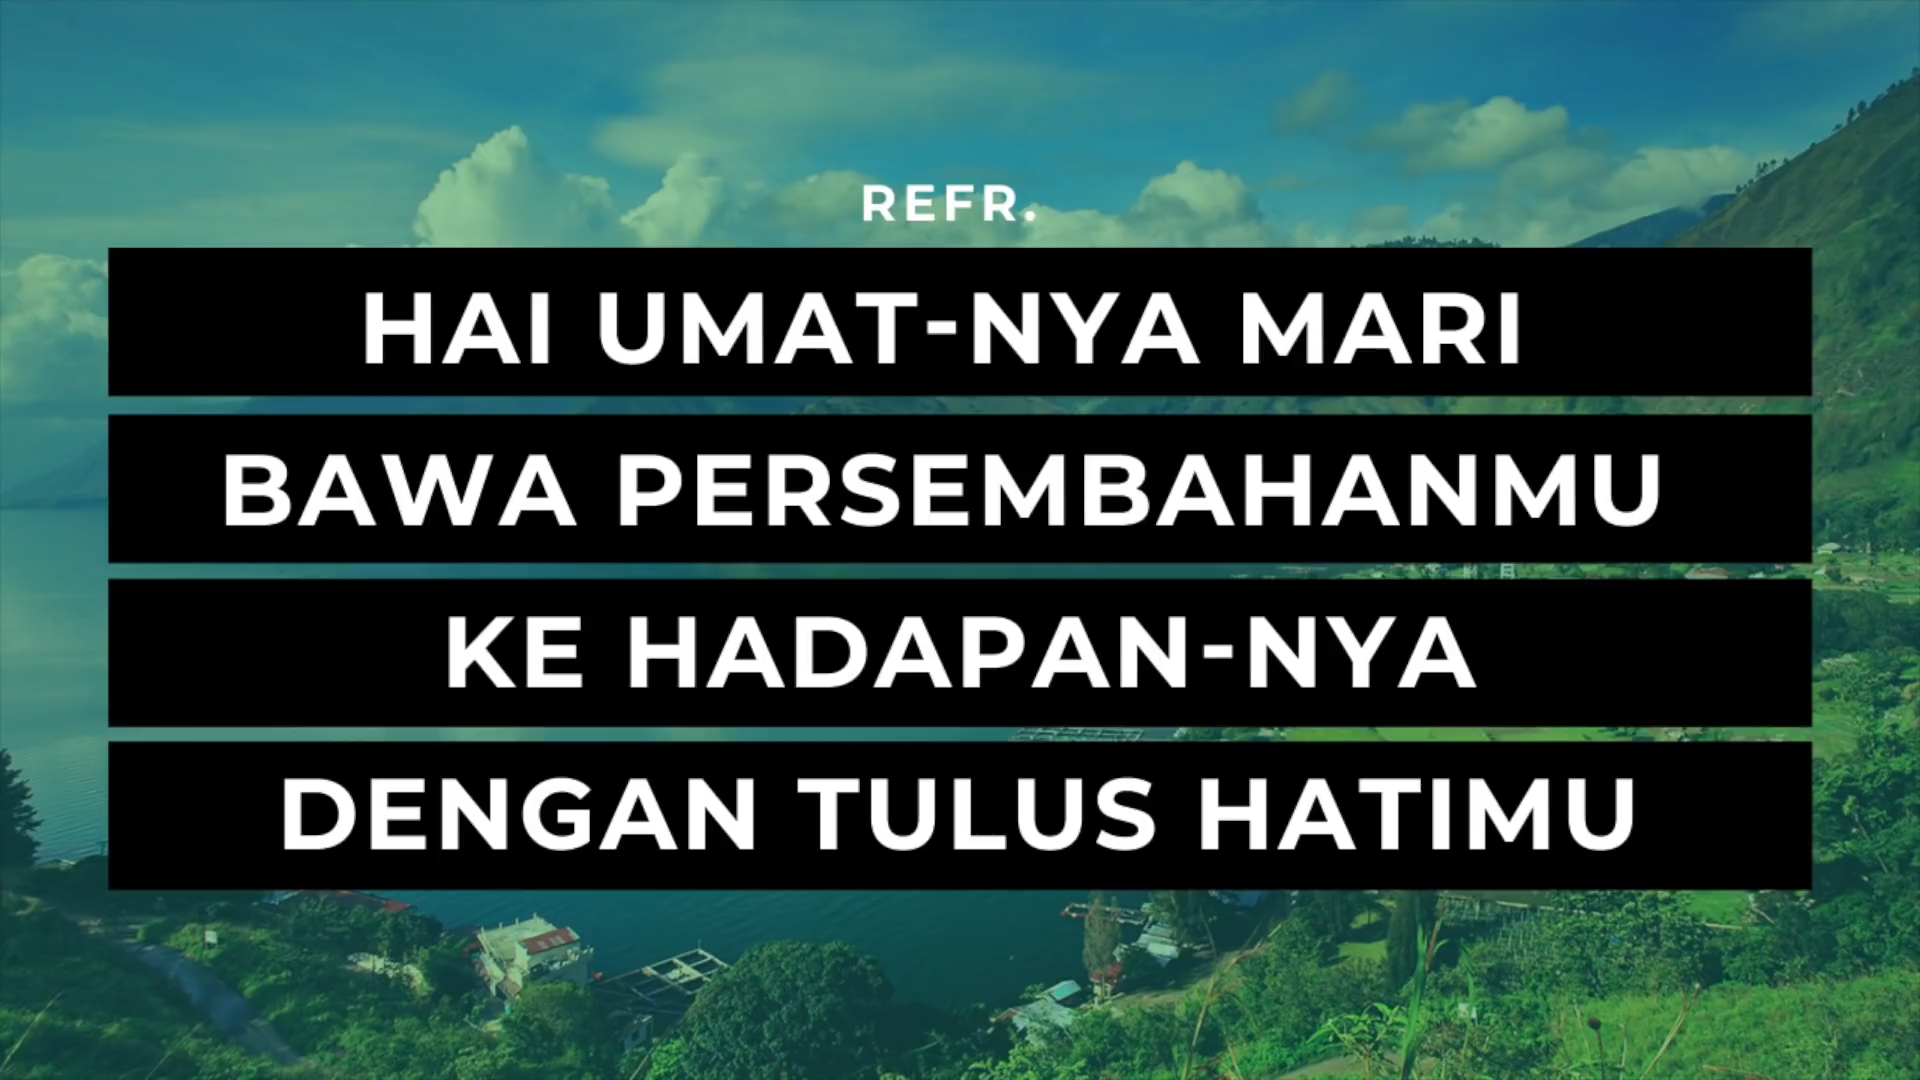 REFR.
HAI UMAT-NYA MARI
BAWA PERSEMBAHANMU
KE HADAPAN-NYA
DENGAN TULUS HATIMU